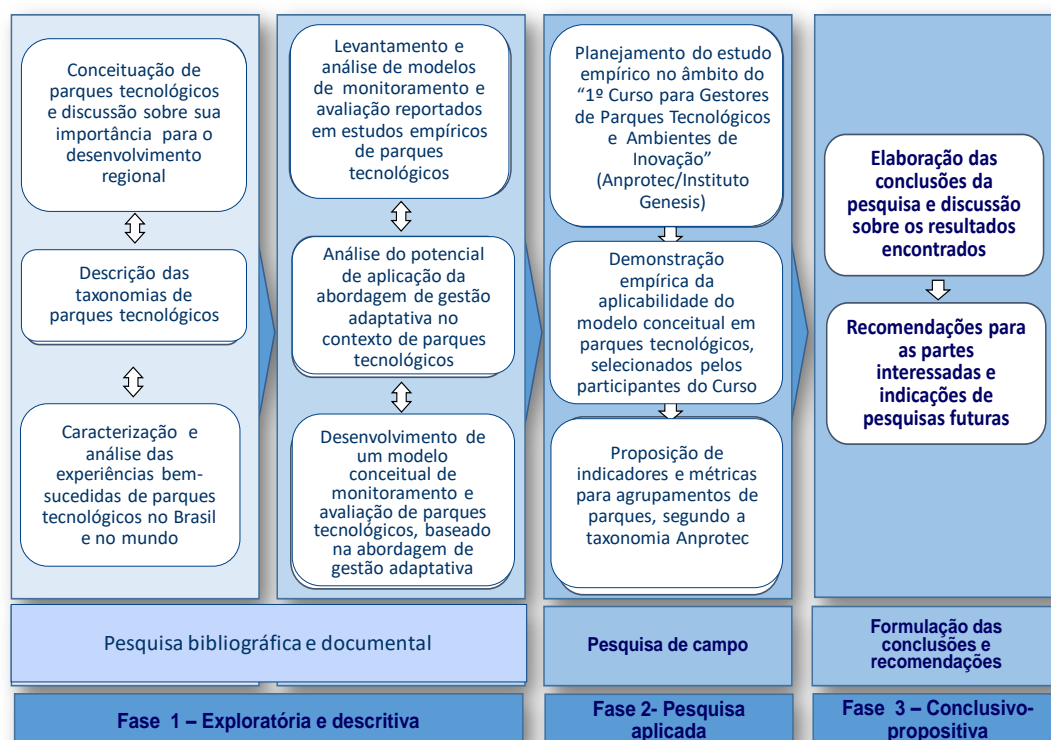 Conceituação de
parques tecnológicos
e discussão sobre sua
importância para o
desenvolvimento
regional
Descrição das
taxonomias de
parques tecnológicos
Caracterização e
análise das
experiências bem-
sucedidas de parques
tecnológicos no Brasil
e no mundo
Levantamento e
análise de modelos
de monitoramento e
avaliação reportados
em estudos empíricos
de parques
tecnológicos
Análise do potencial
de aplicação da
abordagem de gestão
adaptativa no
contexto de parques
tecnológicos
Desenvolvimento de
um modelo
conceitual de
monitoramento e
avaliação de parques
tecnológicos, baseado
na abordagem de
gestão adaptativa
Planejamento do estudo
empírico no âmbito do
“1º Curso para Gestores
de Parques Tecnológicos
e Ambientes de
Inovação”
(Anprotec/Instituto
Genesis)
Demonstração
empírica da
aplicabilidade do
modelo conceitual em
parques tecnológicos,
selecionados pelos
participantes do Curso
Proposição de
indicadores e métricas
para agrupamentos de
parques, segundo a
taxonomia Anprotec
Elaboração das
conclusões da
pesquisa e discussão
sobre os resultados
encontrados
Recomendações para
as partes
interessadas e
indicações de
pesquisas futuras
Pesquisa bibliográfica e documental
Pesquisa de campo
Formulação das
conclusões e
recomendações
Fase 1 – Exploratória e descritiva
Fase 2- Pesquisa
aplicada
Fase 3 – Conclusivo-
propositiva